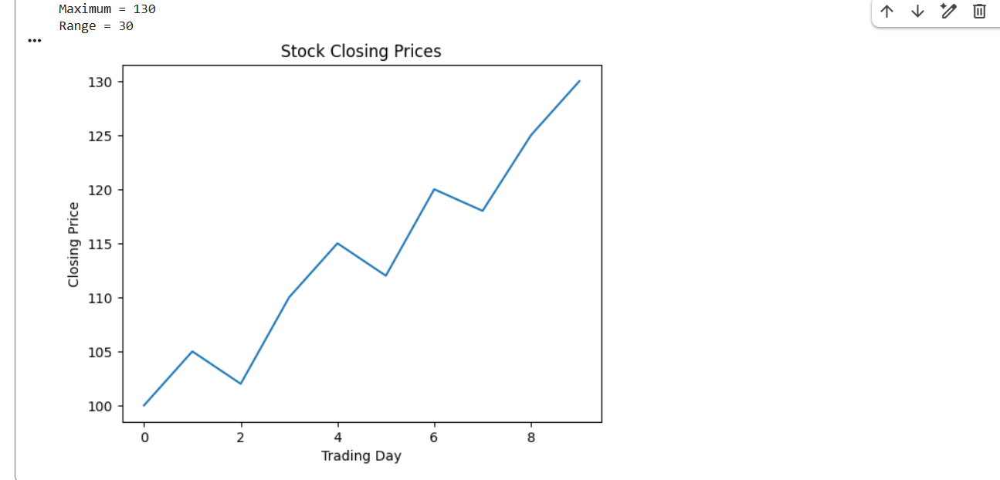 Maximum = 130
Range = 30
Stock Closing Prices
130
125
120
115
110
105
100
Closing Price
0 2 4 6 8
Trading Day